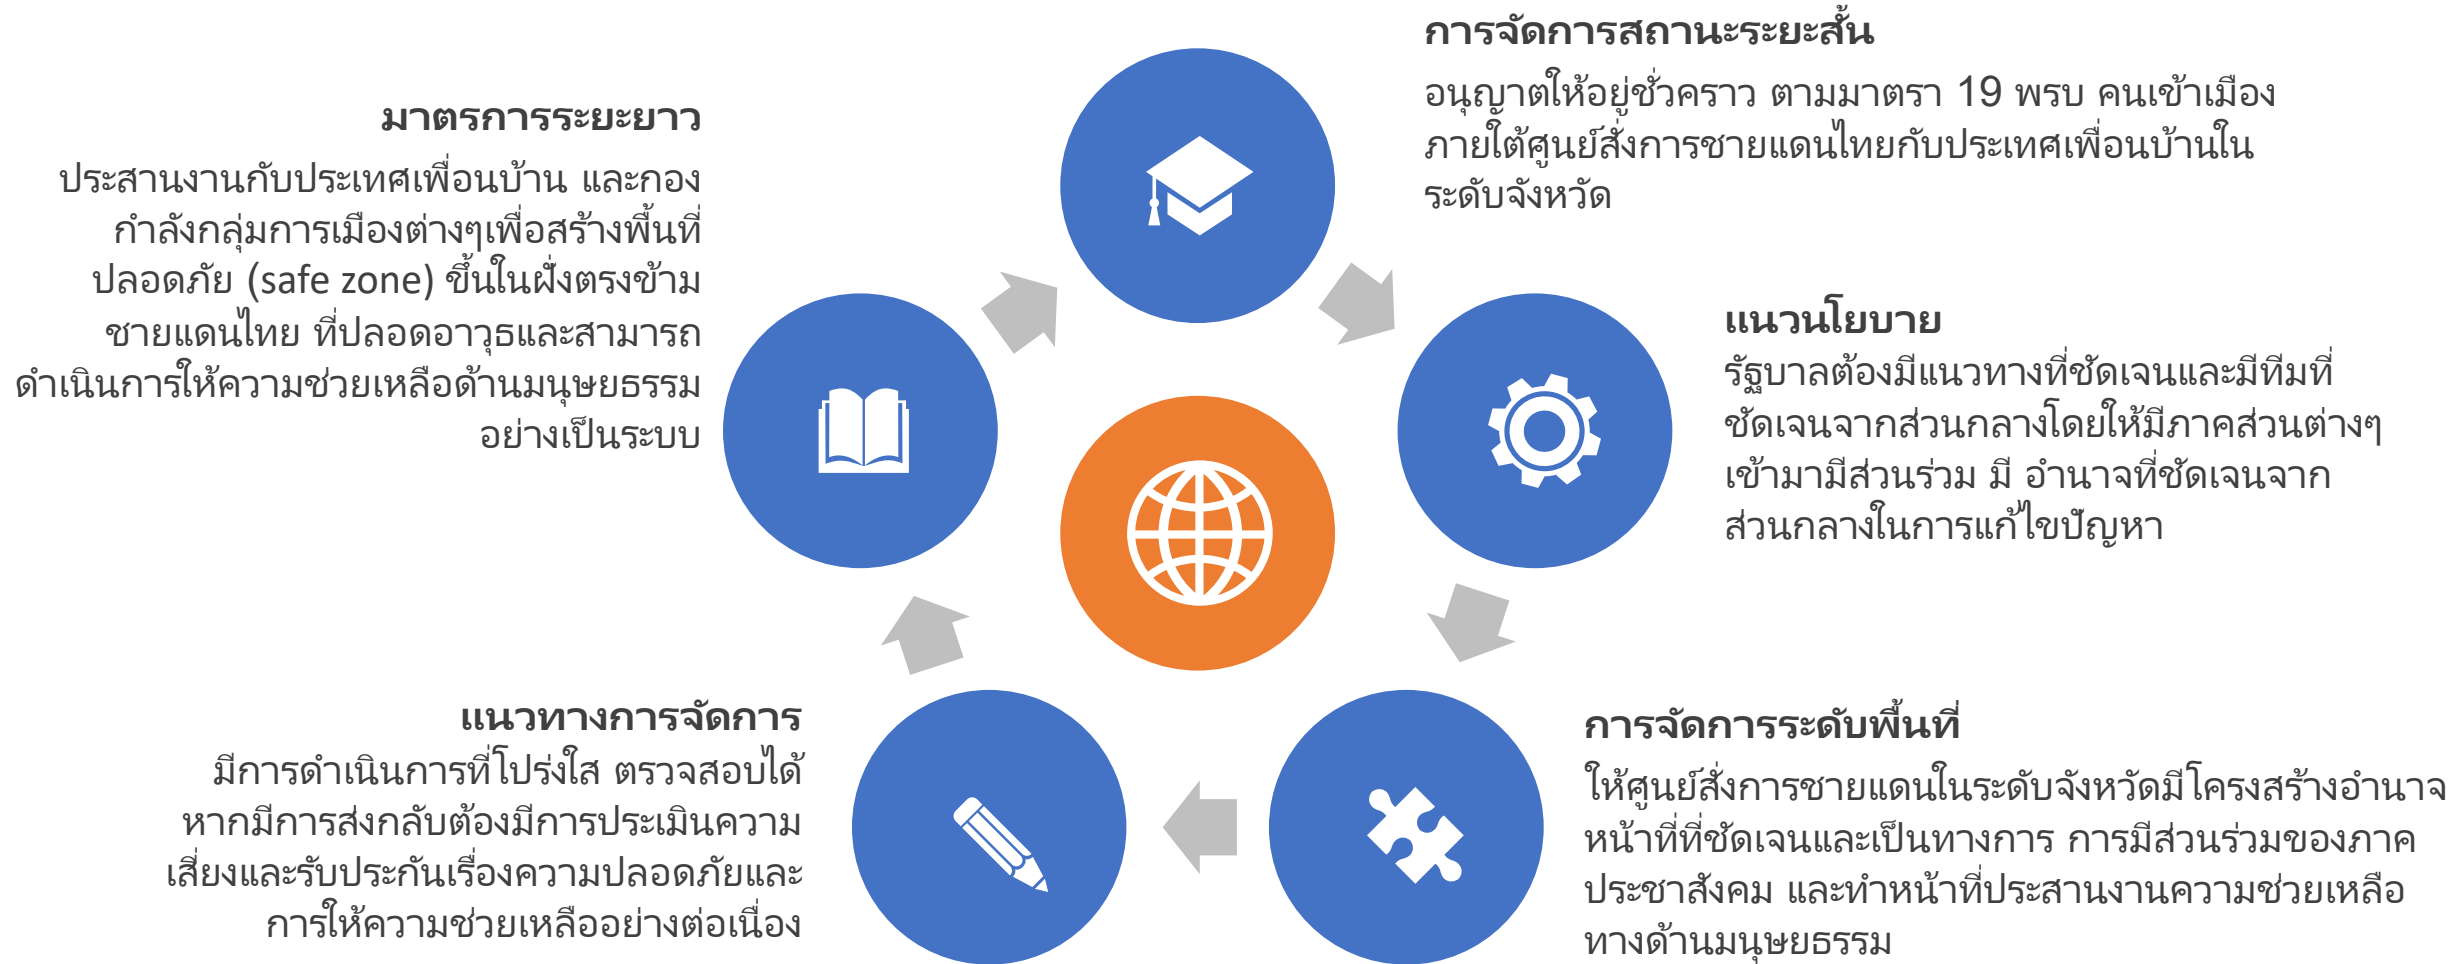 การจัดการสถานะระยะสั้น
อนุญาตให้อยู่ชั่วคราว ตามมาตรา 19 พรบ คนเข้าเมือง
ภายใต้ศูนย์สั่งการชายแดนไทยกับประเทศเพื่อนบ้านใน
ระดับจังหวัด
แนวนโยบาย
รัฐบาลต้องมีแนวทางที่ชัดเจนและมีทีมที่
ชัดเจนจากส่วนกลางโดยให้มีภาคส่วนต่างๆ
เข้ามามีส่วนร่วม มี อำนาจที่ชัดเจนจาก
ส่วนกลางในการแก้ไขปัญหา
การจัดการระดับพื้นที่
ให้ศูนย์สั่งการชายแดนในระดับจังหวัดมีโครงสร้างอำนาจ
หน้าที่ที่ชัดเจนและเป็นทางการ การมีส่วนร่วมของภาค
ประชาสังคม และทำหน้าที่ประสานงานความช่วยเหลือ
ทางด้านมนุษยธรรม
แนวทางการจัดการ
มีการดำเนินการที่โปร่งใส ตรวจสอบได้
หากมีการส่งกลับต้องมีการประเมินความ
เสี่ยงและรับประกันเรื่องความปลอดภัยและ
การให้ความช่วยเหลืออย่างต่อเนื่อง
มาตรการระยะยาว
ประสานงานกับประเทศเพื่อนบ้าน และกอง
กำลังกลุ่มการเมืองต่างๆเพื่อสร้างพื้นที่
ปลอดภัย (safe zone) ขึ้นในฝั่งตรงข้าม
ชายแดนไทย ที่ปลอดอาวุธและสามารถ
ดำเนินการให้ความช่วยเหลือด้านมนุษยธรรม
อย่างเป็นระบบ